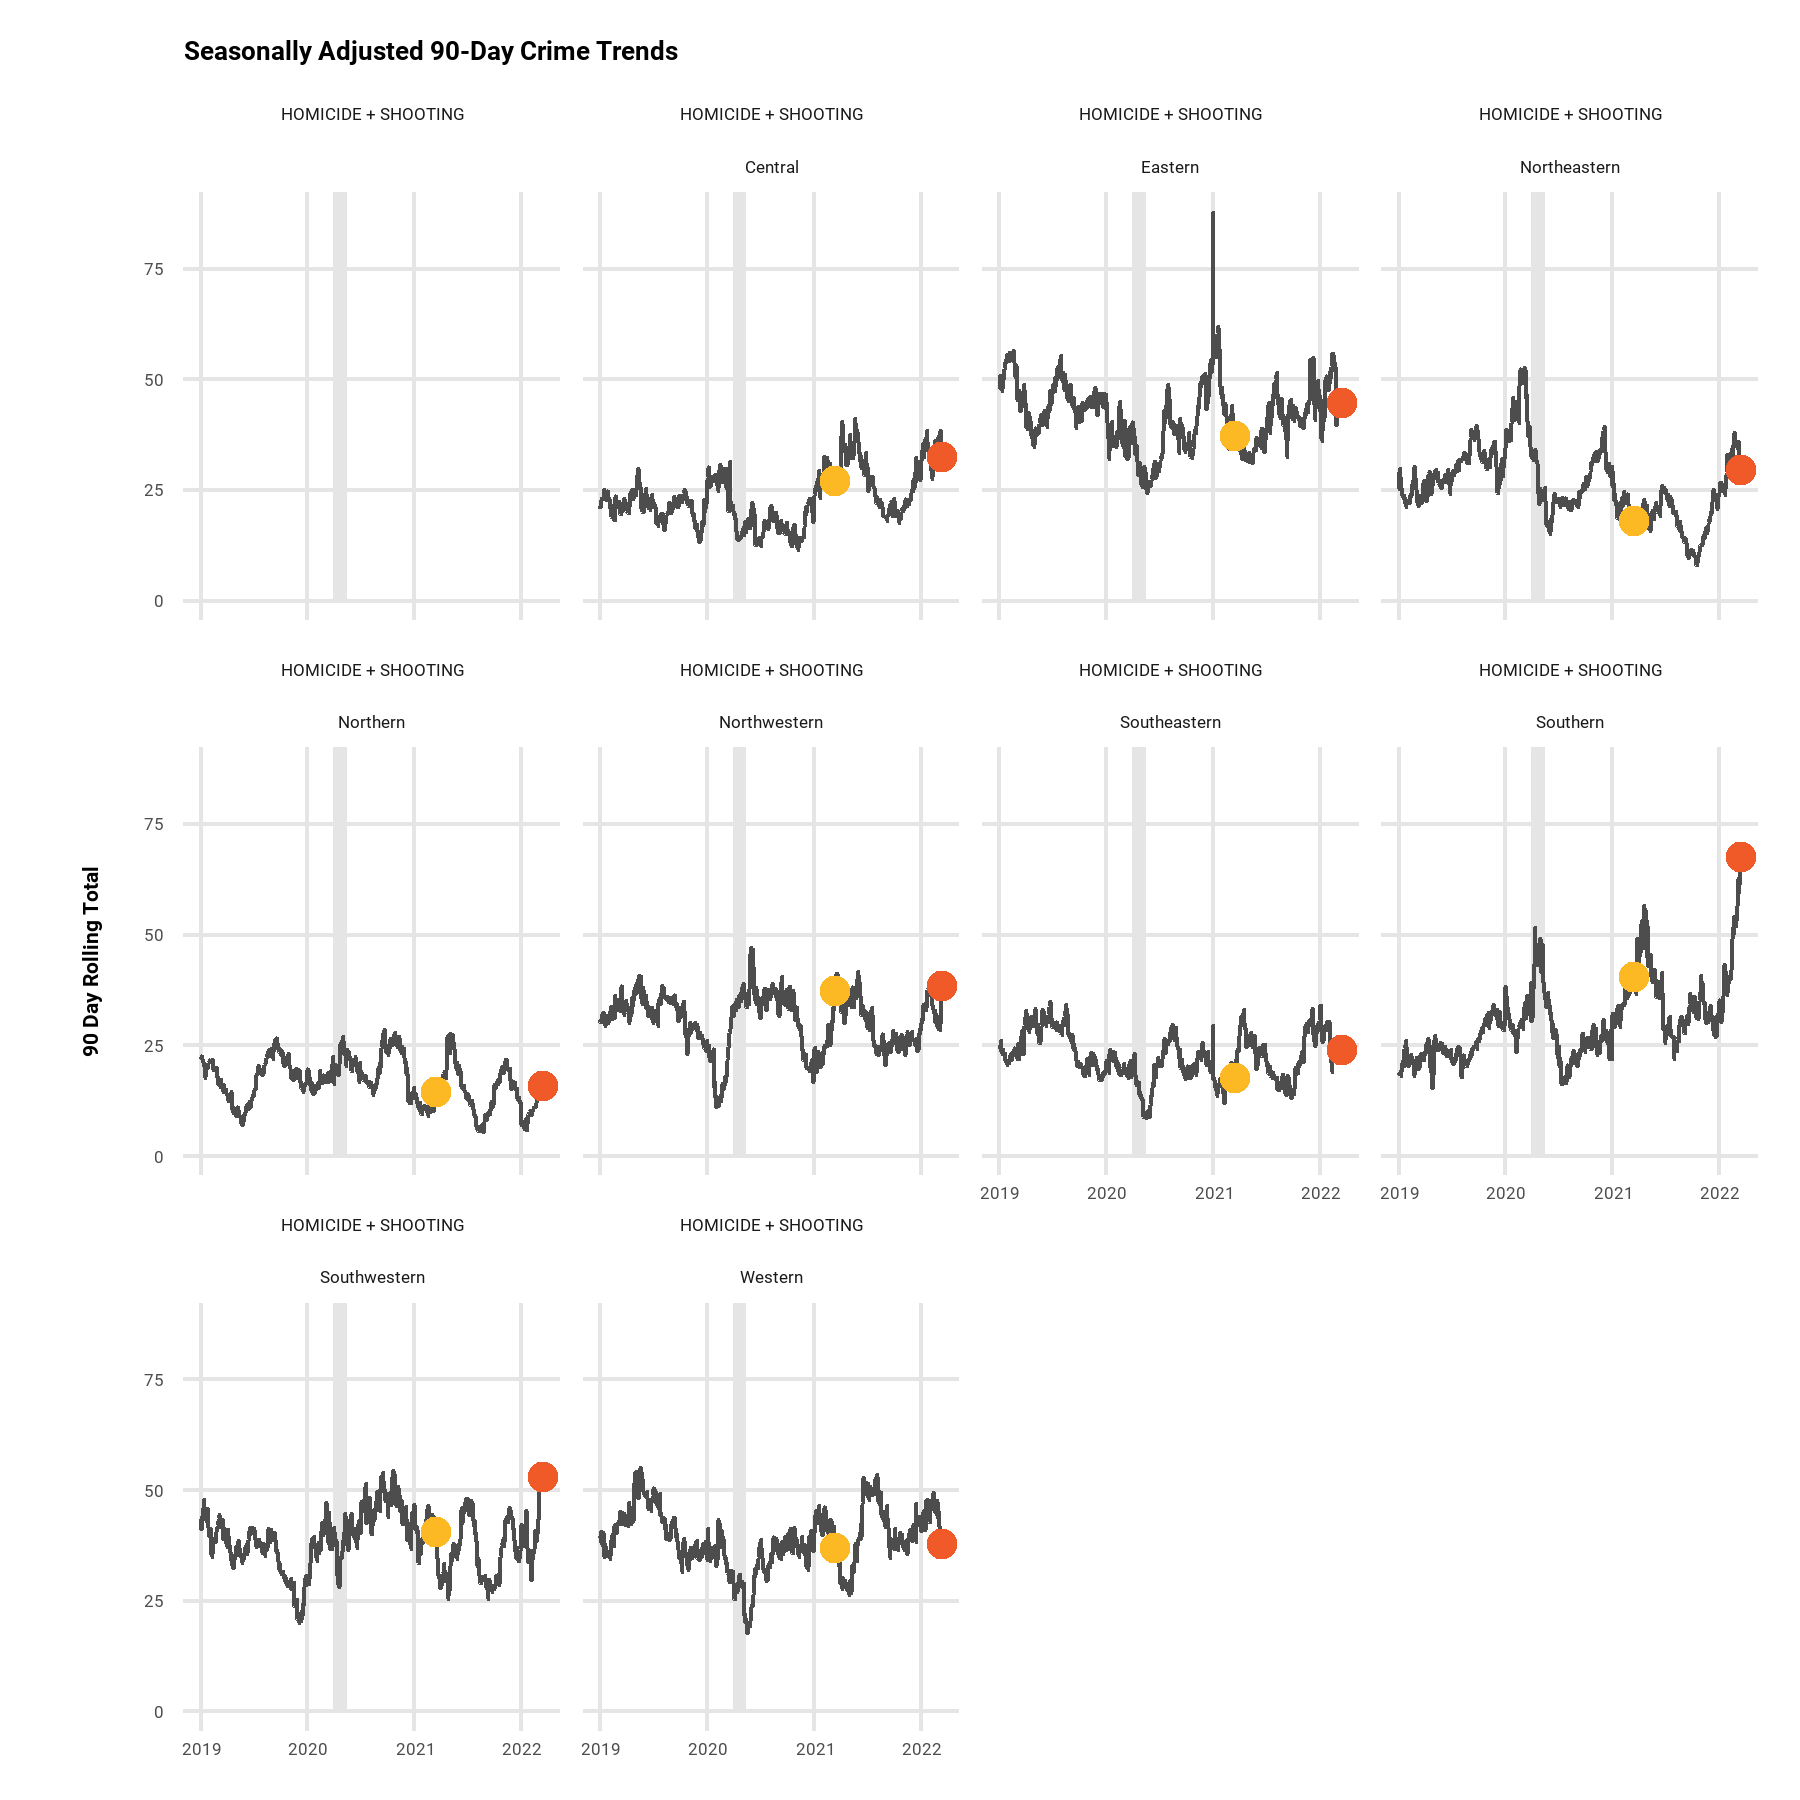 Seasonally Adjusted 90-Day Crime Trends
HOMICIDE + SHOOTING
HOMICIDE + SHOOTING
HOMICIDE + SHOOTING
HOMICIDE + SHOOTING
Central
Eastern
Northeastern
75
50
25
0
HOMICIDE + SHOOTING
HOMICIDE + SHOOTING
HOMICIDE + SHOOTING
HOMICIDE + SHOOTING
Northern
Northwestern
Southeastern
Southern
90 Day Rolling Total
75
50
25
0
2019 2020 2021 2022
2019 2020 2021 2022
HOMICIDE + SHOOTING
HOMICIDE + SHOOTING
Southwestern
Western
75
50
25
0
2019 2020 2021 2022
2019 2020 2021 2022